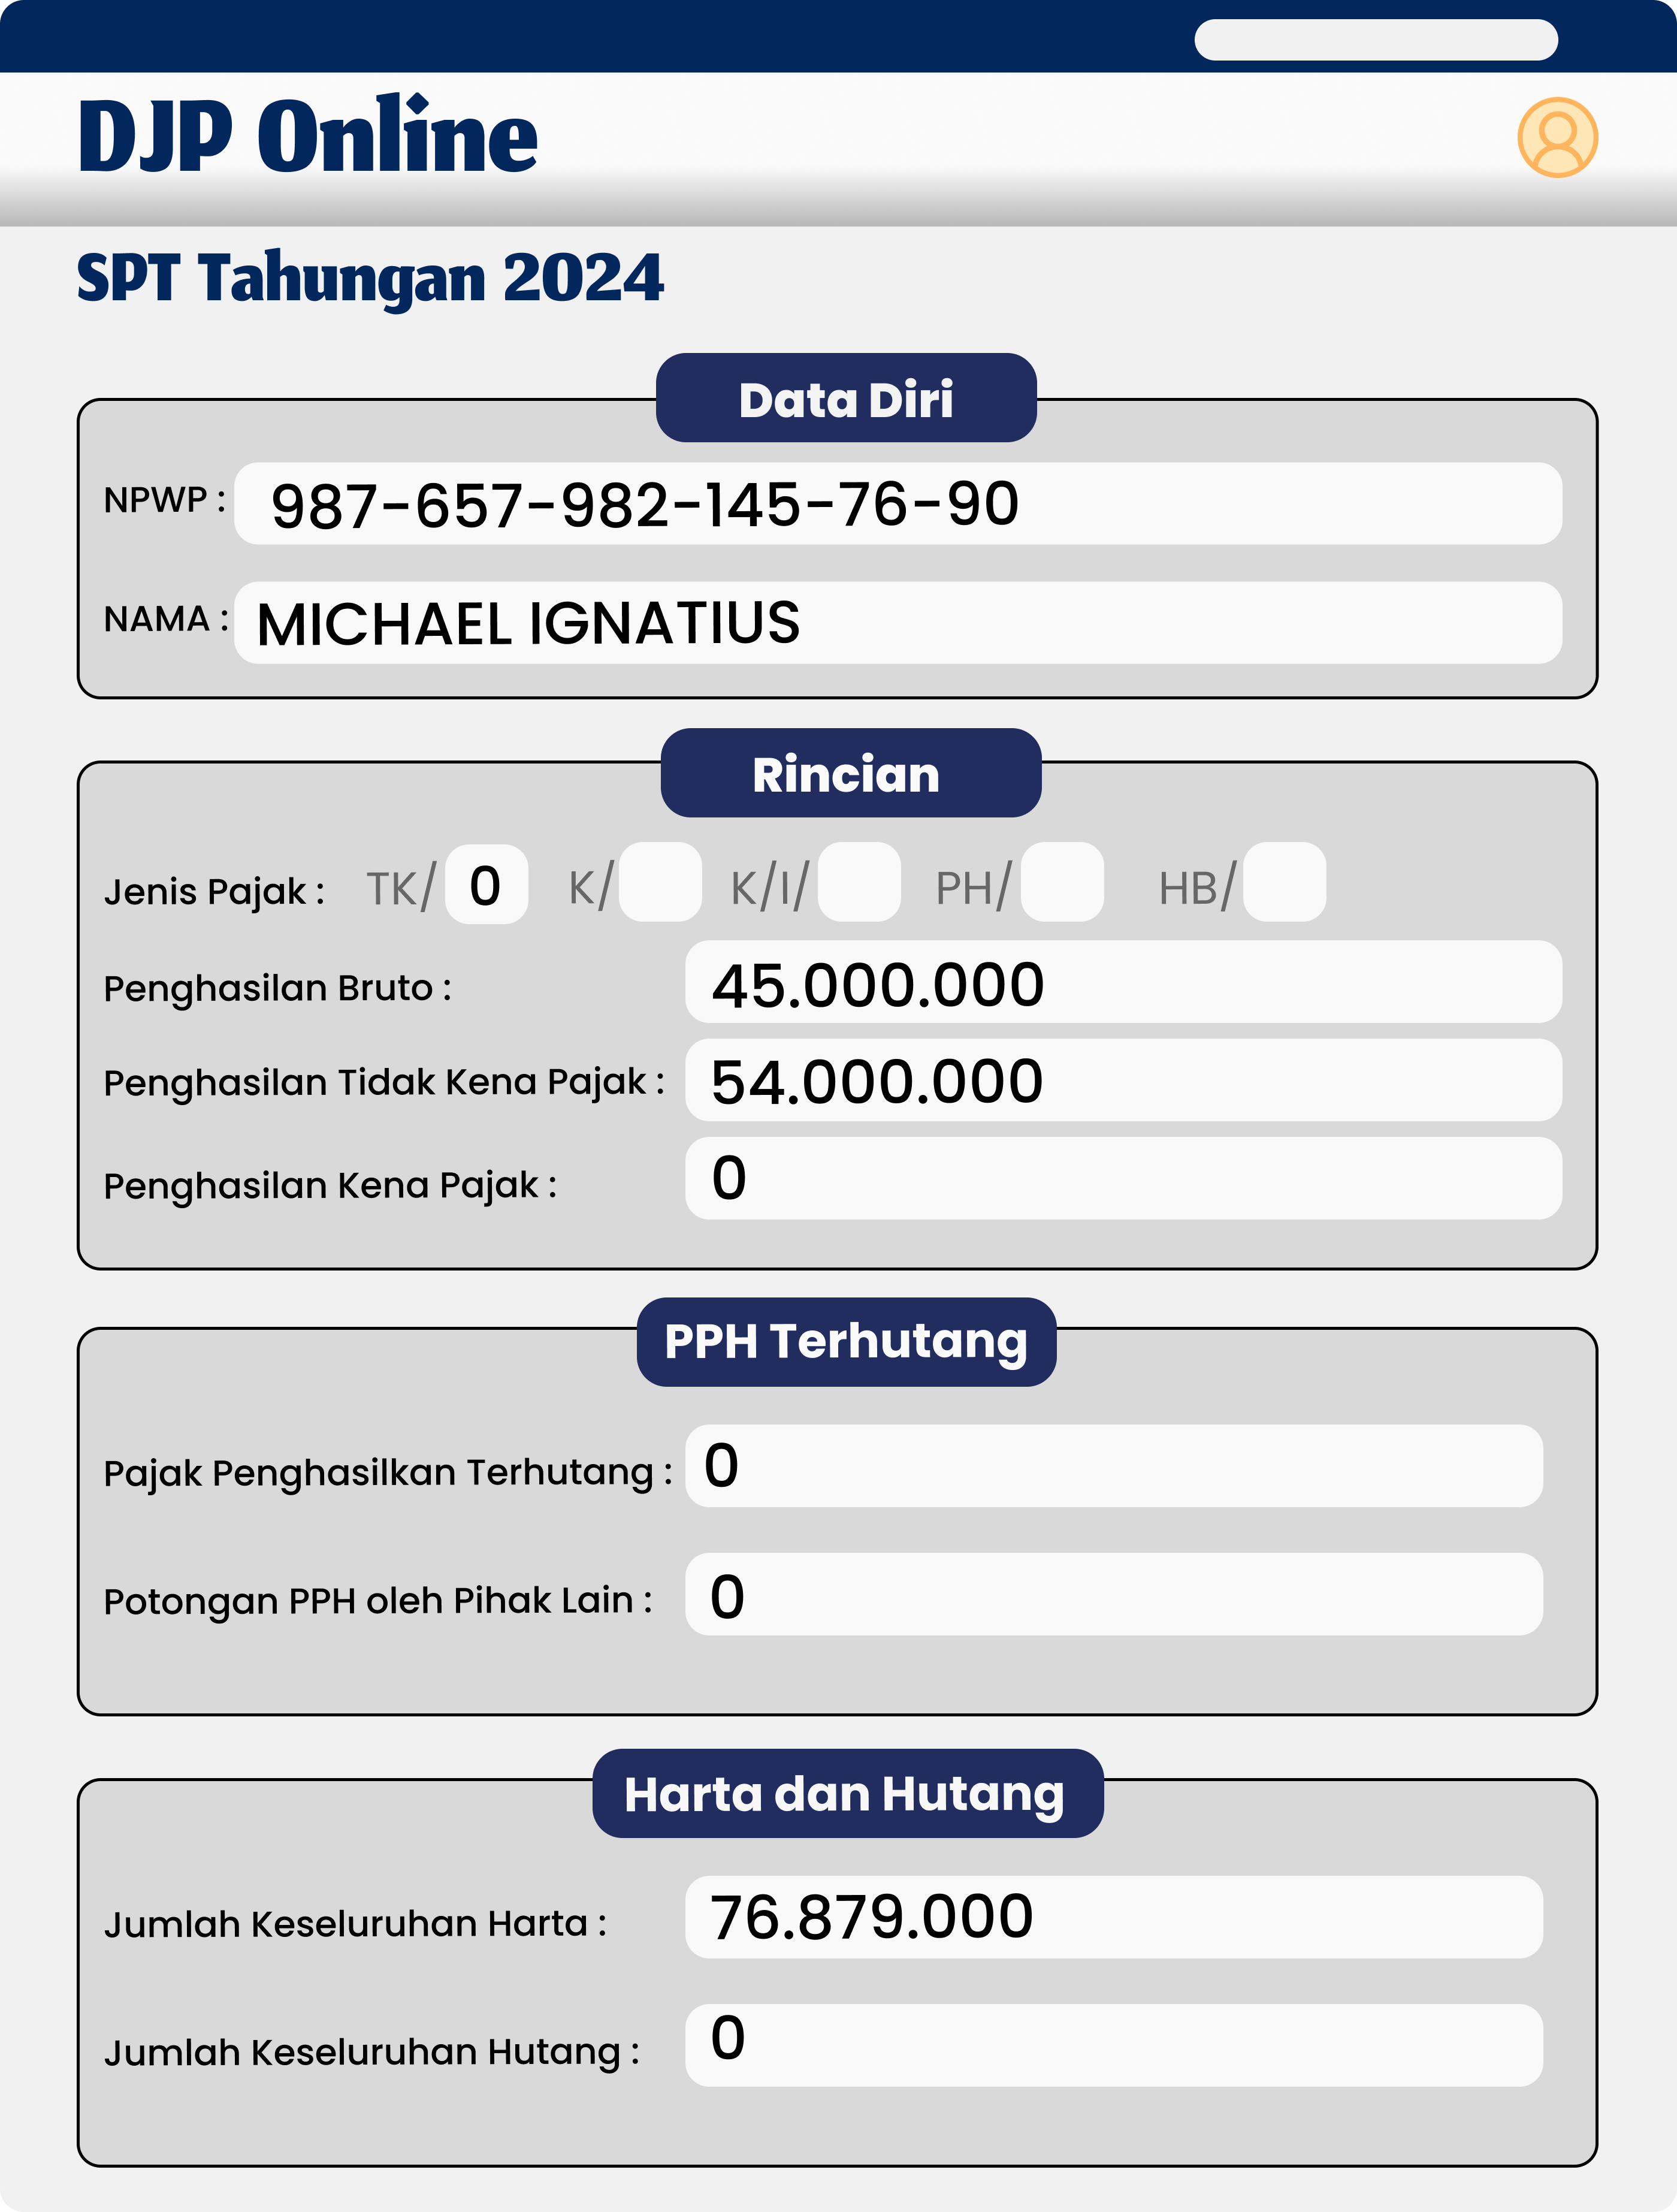 DJP Online
SPT Tahungan 2024
Data Diri
NPWP : 987-657-982-145-76-90
NAMA : MICHAEL IGNATIUS
Rincian
Jenis Pajak : TK/ 0 K/ K/I/ PH/ HB/
Penghasilan Bruto : 45.000.000
Penghasilan Tidak Kena Pajak : 54.000.000
Penghasilan Kena Pajak : 0
PPH Terhutang
Pajak Penghasilkan Terhutang : 0
Potongan PPH oleh Pihak Lain : 0
Harta dan Hutang
Jumlah Keseluruhan Harta : 76.879.000
Jumlah Keseluruhan Hutang : 0